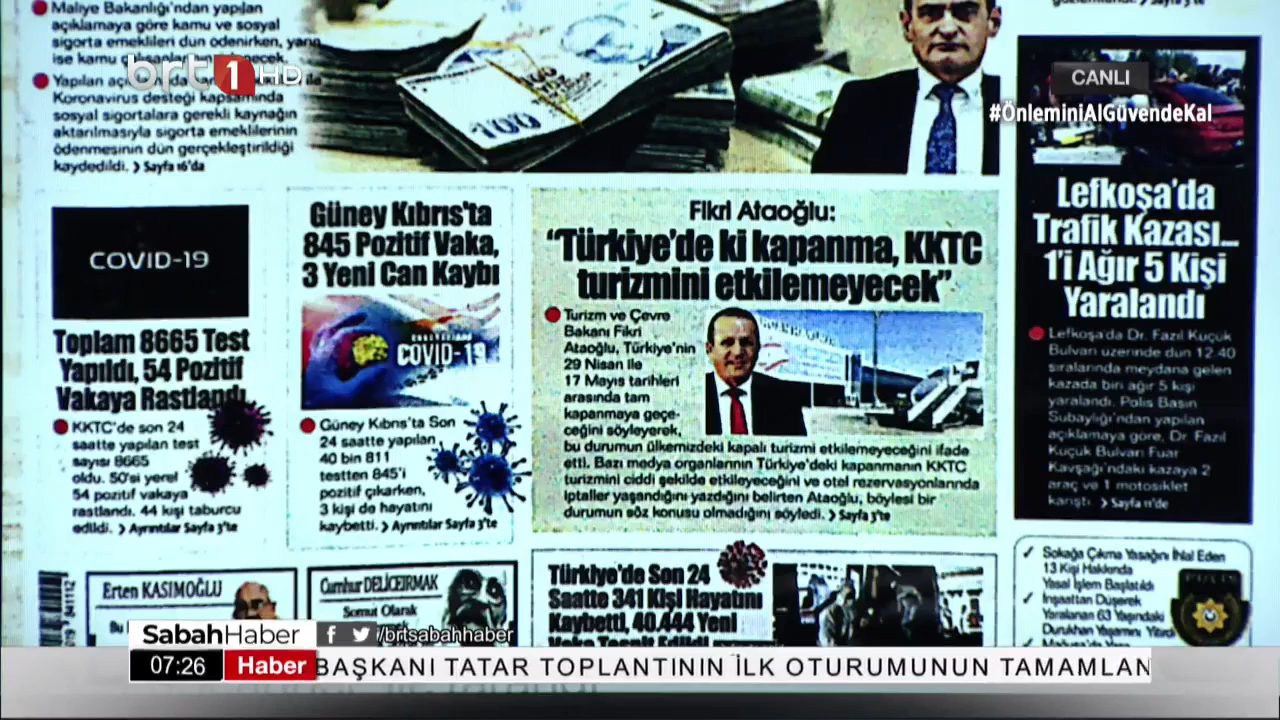 Maliye Bakanlığı'ndan yapılan
açıklamaya göre kamu ve sosyal
sigorta emeklileri dün ödenirken, yarın
ise kamu
brt 1 HD
Koronavirüs desteği kapsamında
sosyal sigortalara gerekli kaynağın
aktarılmasıyla sigorta emeklilerinin
ödenmesinin dün gerçekleştirildiği
kaydedildi. Sayfa 16'da
100
CANLI
#ÖnleminiAlGüvendeKal
COVID-19
Toplam 8665 Test
Yapıldı, 54 Pozitif
Vakaya Rastlandı
KKTC'de son 24
saatte yapılan test
sayısı 8665
oldu. 50'si yerel
54 pozitif vakaya
rastlandı. 44 kişi taburcu
edildi. Ayrıntılar Sayfa 3'te
Güney Kıbrıs'ta
845 Pozitif Vaka,
3 Yeni Can Kaybı
COVID-19
Güney Kıbrıs'ta Son
24 saatte yapılan
40 bin 811
testten 845'i
pozitif çıkarken,
3 kişi de hayatını
kaybetti. Ayrıntılar Sayfa 3'te
Fikri Ataoğlu:
"Türkiye'de ki kapanma, KKTC
turizmini etkilemeyecek"
Turizm ve Çevre
Bakanı Fikri
Ataoğlu, Türkiye'nin
29 Nisan ile
17 Mayıs tarihleri
arasında tam
kapanmaya geçe-
ceğini söyleyerek,
bu durumun ülkemizdeki kapalı turizmi etkilemeyeceğini ifade
etti. Bazı medya organlarının Türkiye'deki kapanmanın KKTC
turizmini ciddi şekilde etkileyeceğini ve otel rezervasyonlarında
iptaller yaşandığını yazdığını belirten Ataoğlu, böylesi bir
durumun söz konusu olmadığını söyledi. Sayfa 3'te
Lefkoşa'da
Trafik Kazası...
1'i Ağır 5 Kişi
Yaralandı
Lefkoşa'da Dr. Fazıl Küçük
Bulvarı üzerinde dün 12.40
sıralarında meydana gelen
kazada biri ağır 5 kişi
yaralandı. Polis Basın
Subaylığı'ndan yapılan
açıklamaya göre, Dr. Fazıl
Küçük Bulvarı Fuar
Kavşağı'ndaki kazaya 2
araç ve 1 motosiklet
karıştı. Sayfa 11'de
Erten KASIMOĞLU
Bu
Cumhur DELİCEIRMAK
Somut Olarak
Türkiye'de Son 24
Saatte 341 Kişi Hayatını
Kaybetti, 40.444 Yeni
Vaka Tespit Edildi
✓ Sokağa Çıkma Yasağını İhlal Eden
13 Kişi Hakkında
Yasal İşlem Başlatıldı
✓ İnşaattan Düşerek
Yaralanan 63 Yaşındaki
Durukhan Yaşamını Yitirdi
POLİS
SabahHaber
/brtsabahhaber
07:26
Haber
BAŞKANI TATAR TOPLANTININ İLK OTURUMUNUN TAMAMLAN